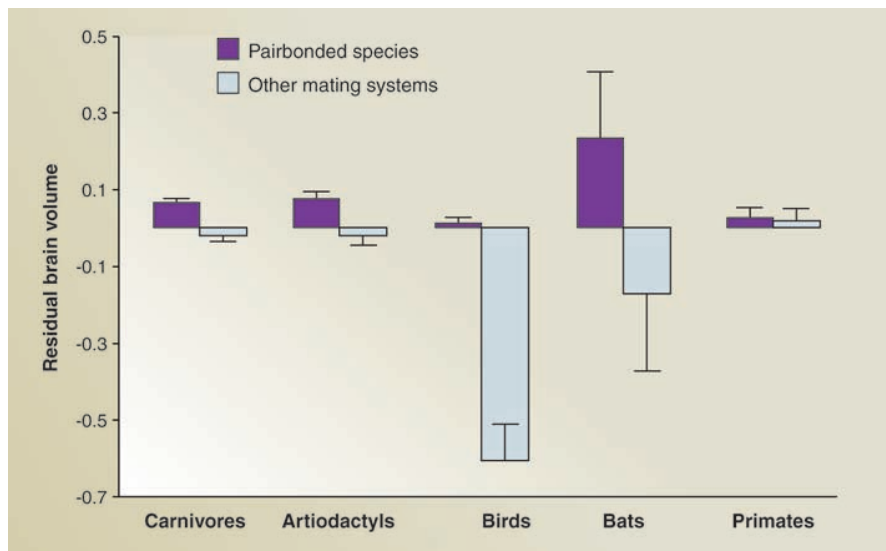 Pairbonded species
Other mating systems
Residual brain volume
0.5
0.3
0.1
-0.1
-0.3
-0.5
-0.7
Carnivores Artiodactyls Birds Bats Primates